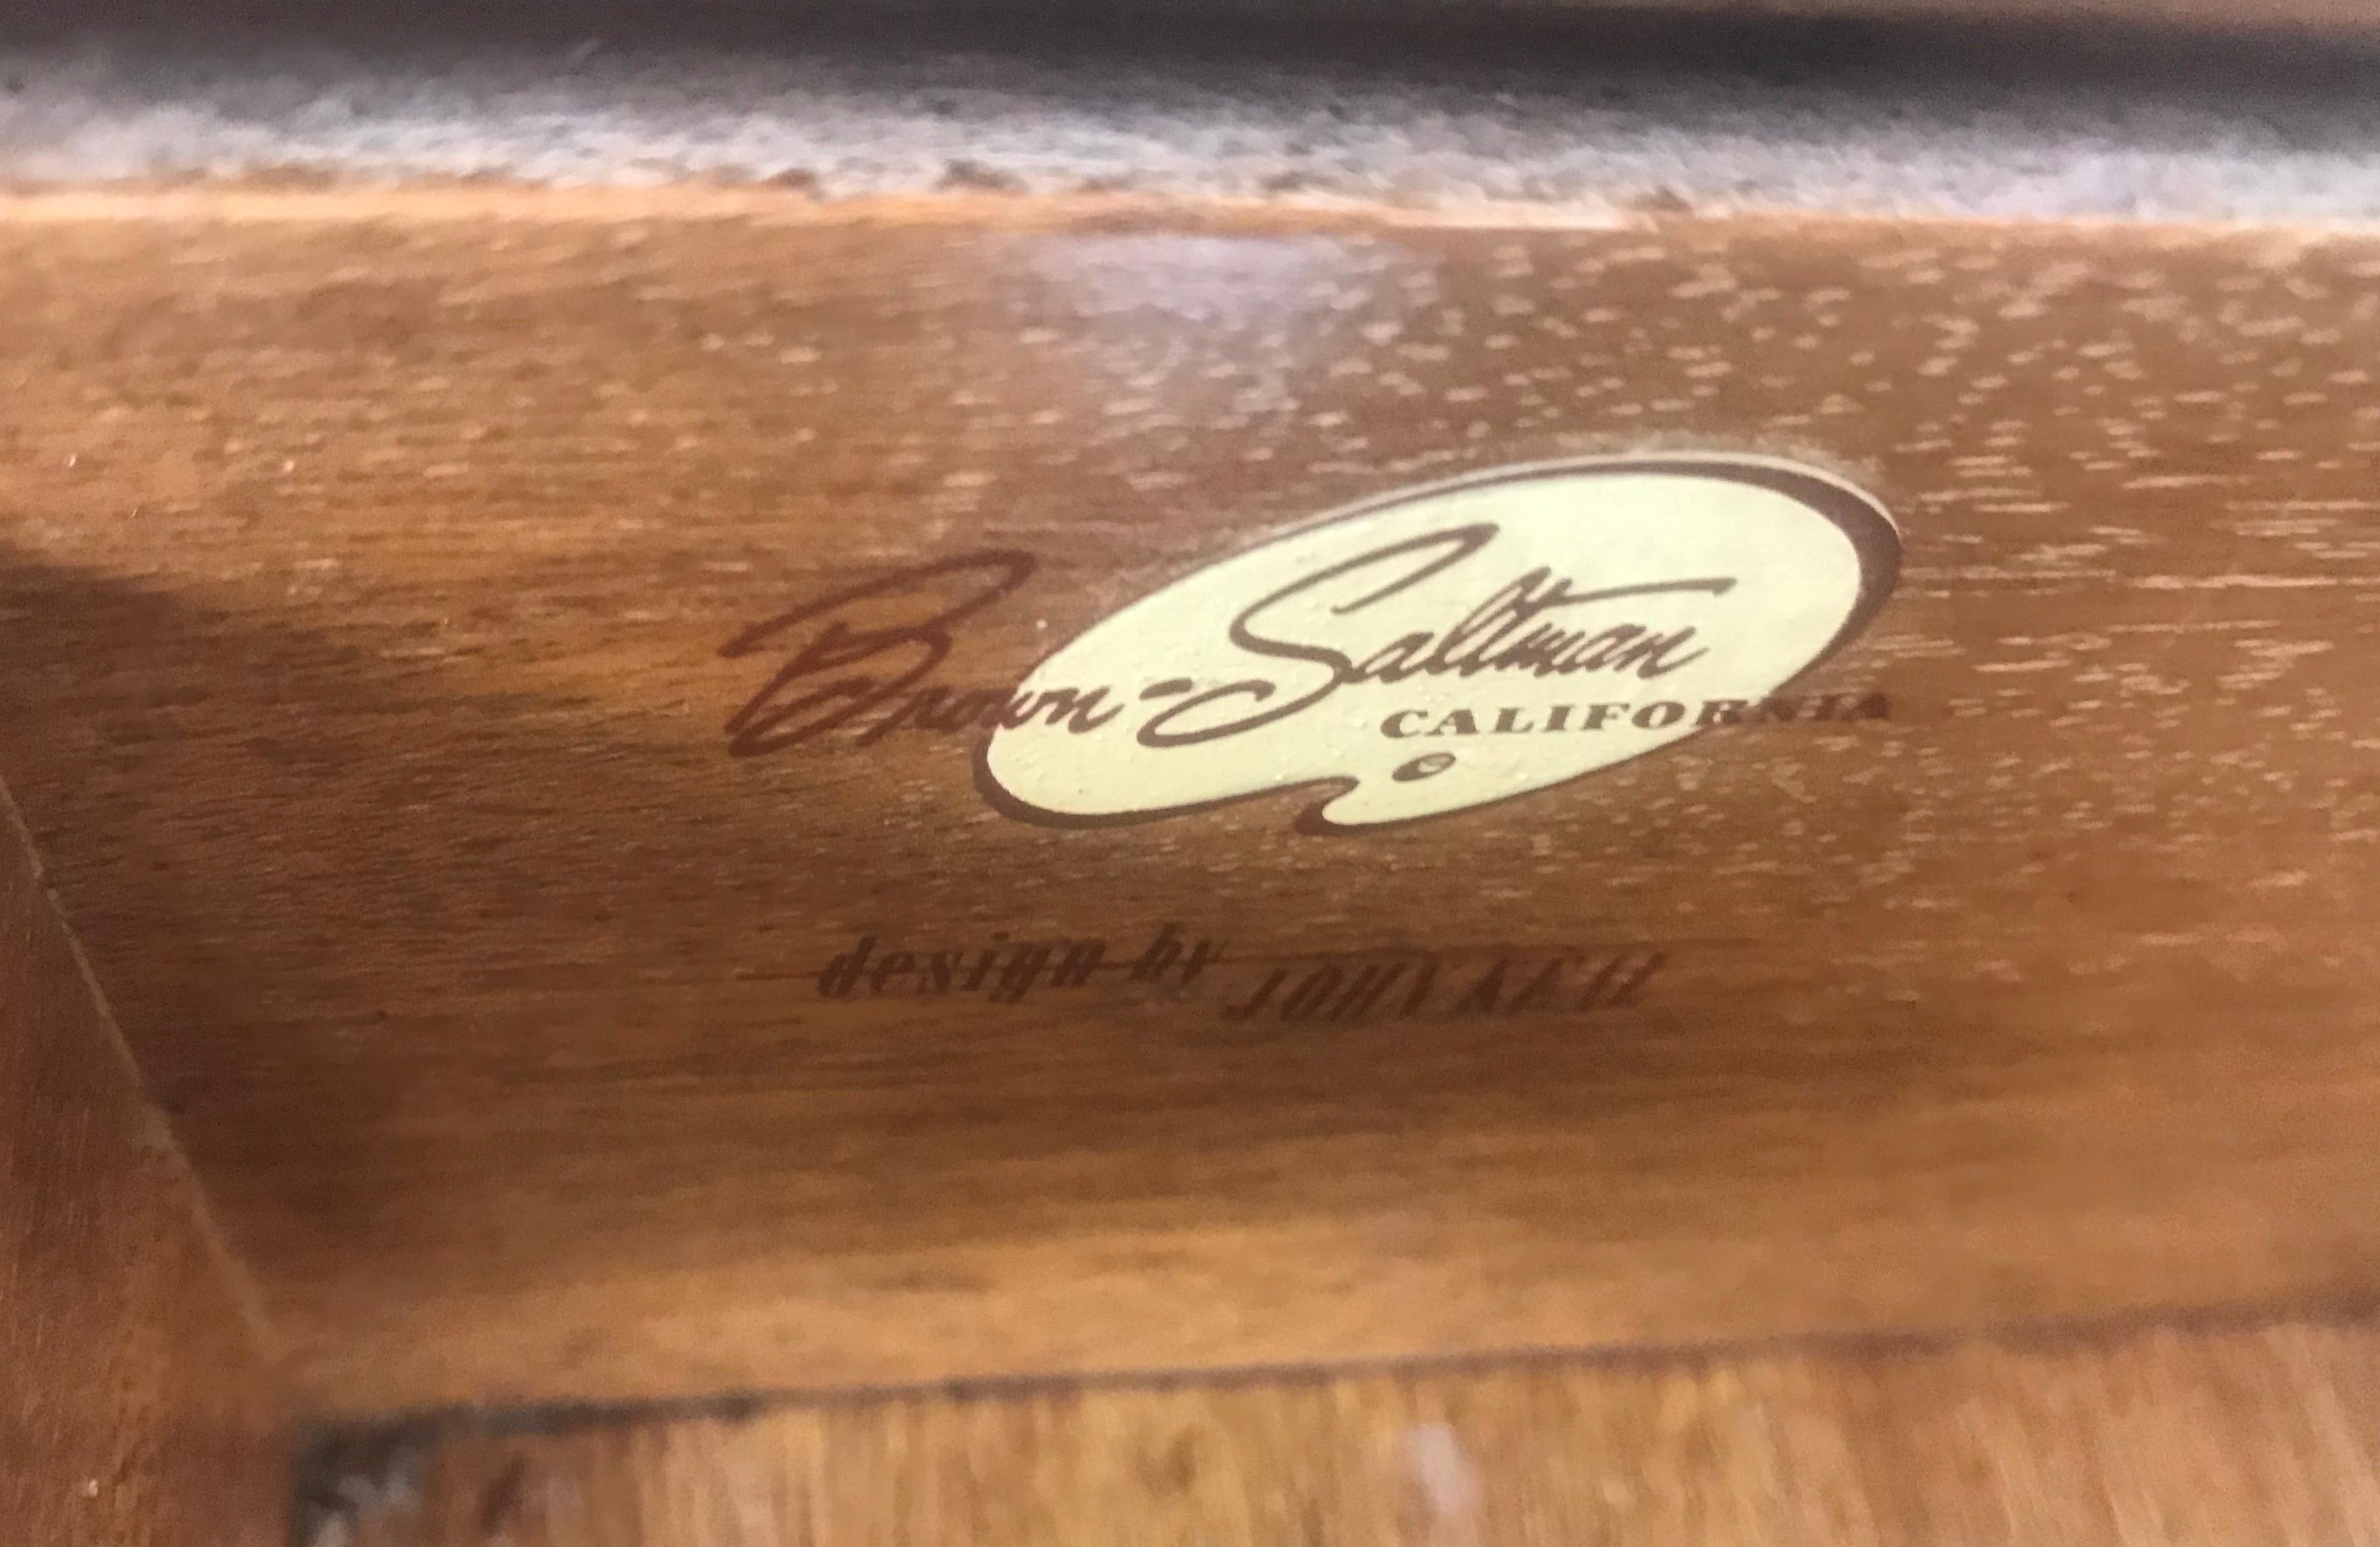 Brown-Saltman
CALIFORNIA
©
design by JOHN KEAL